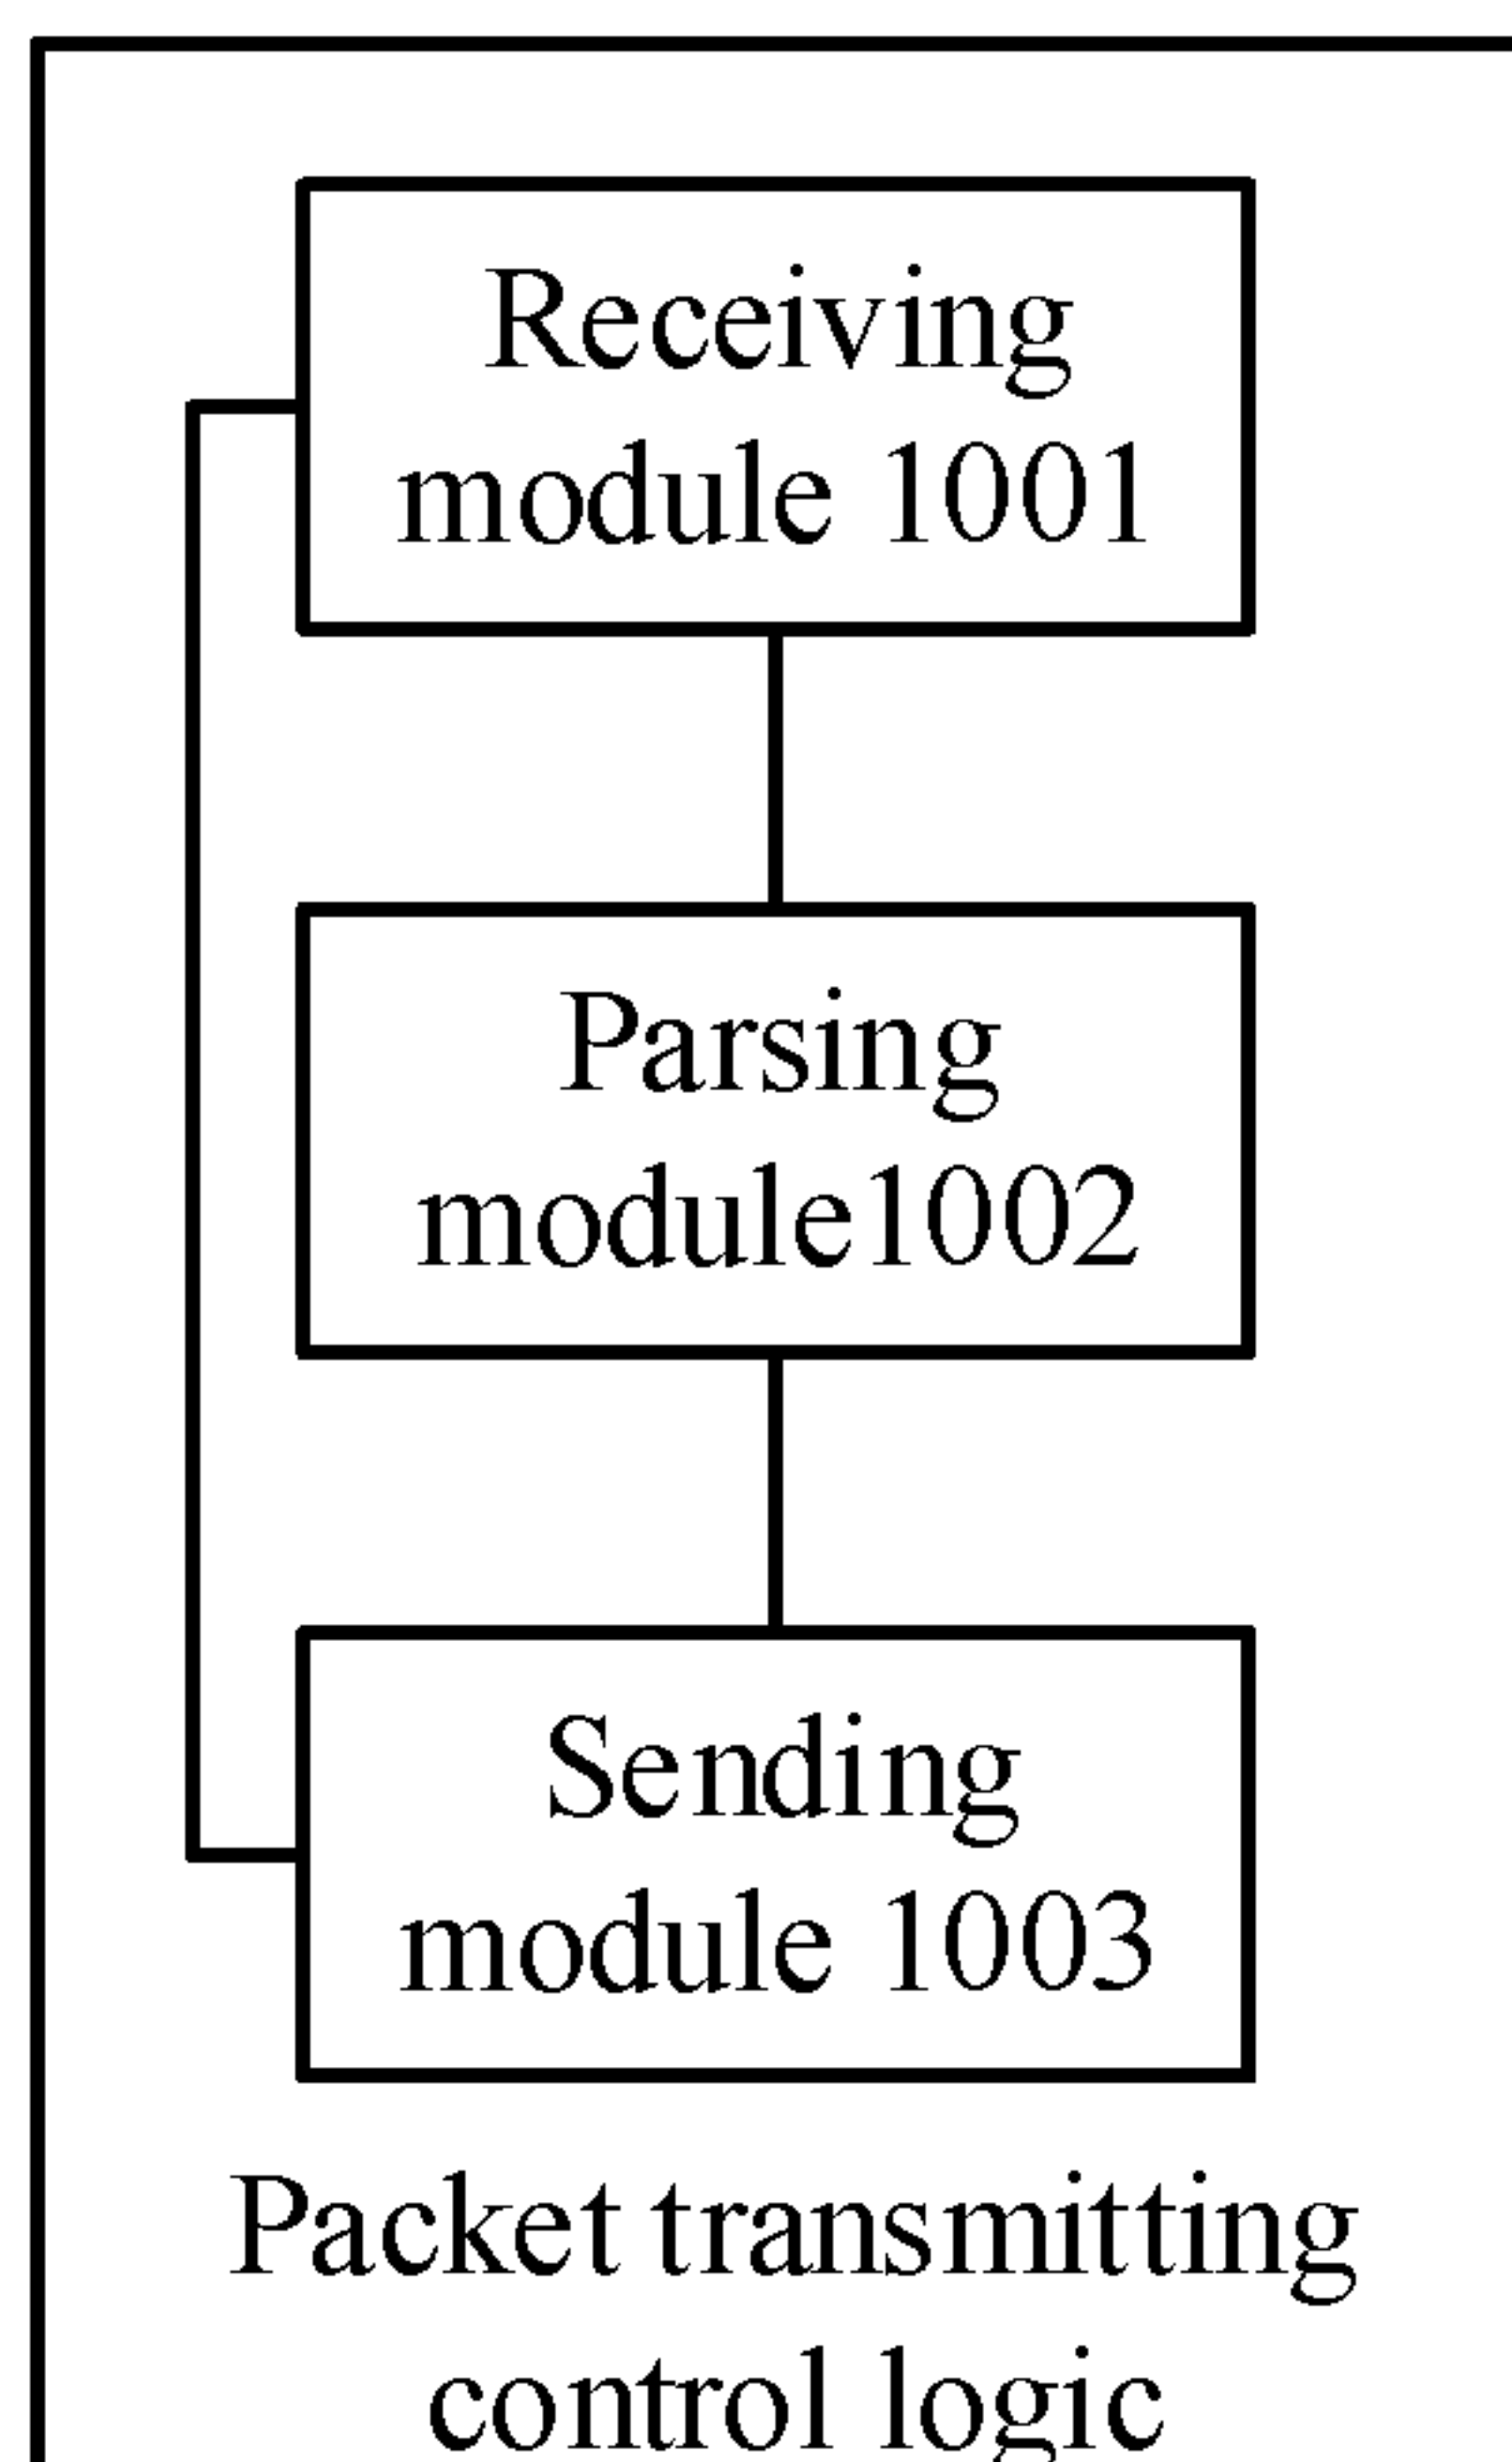 Receiving
module 1001
Parsing
module1002
Sending
module 1003
Packet transmitting
control logic